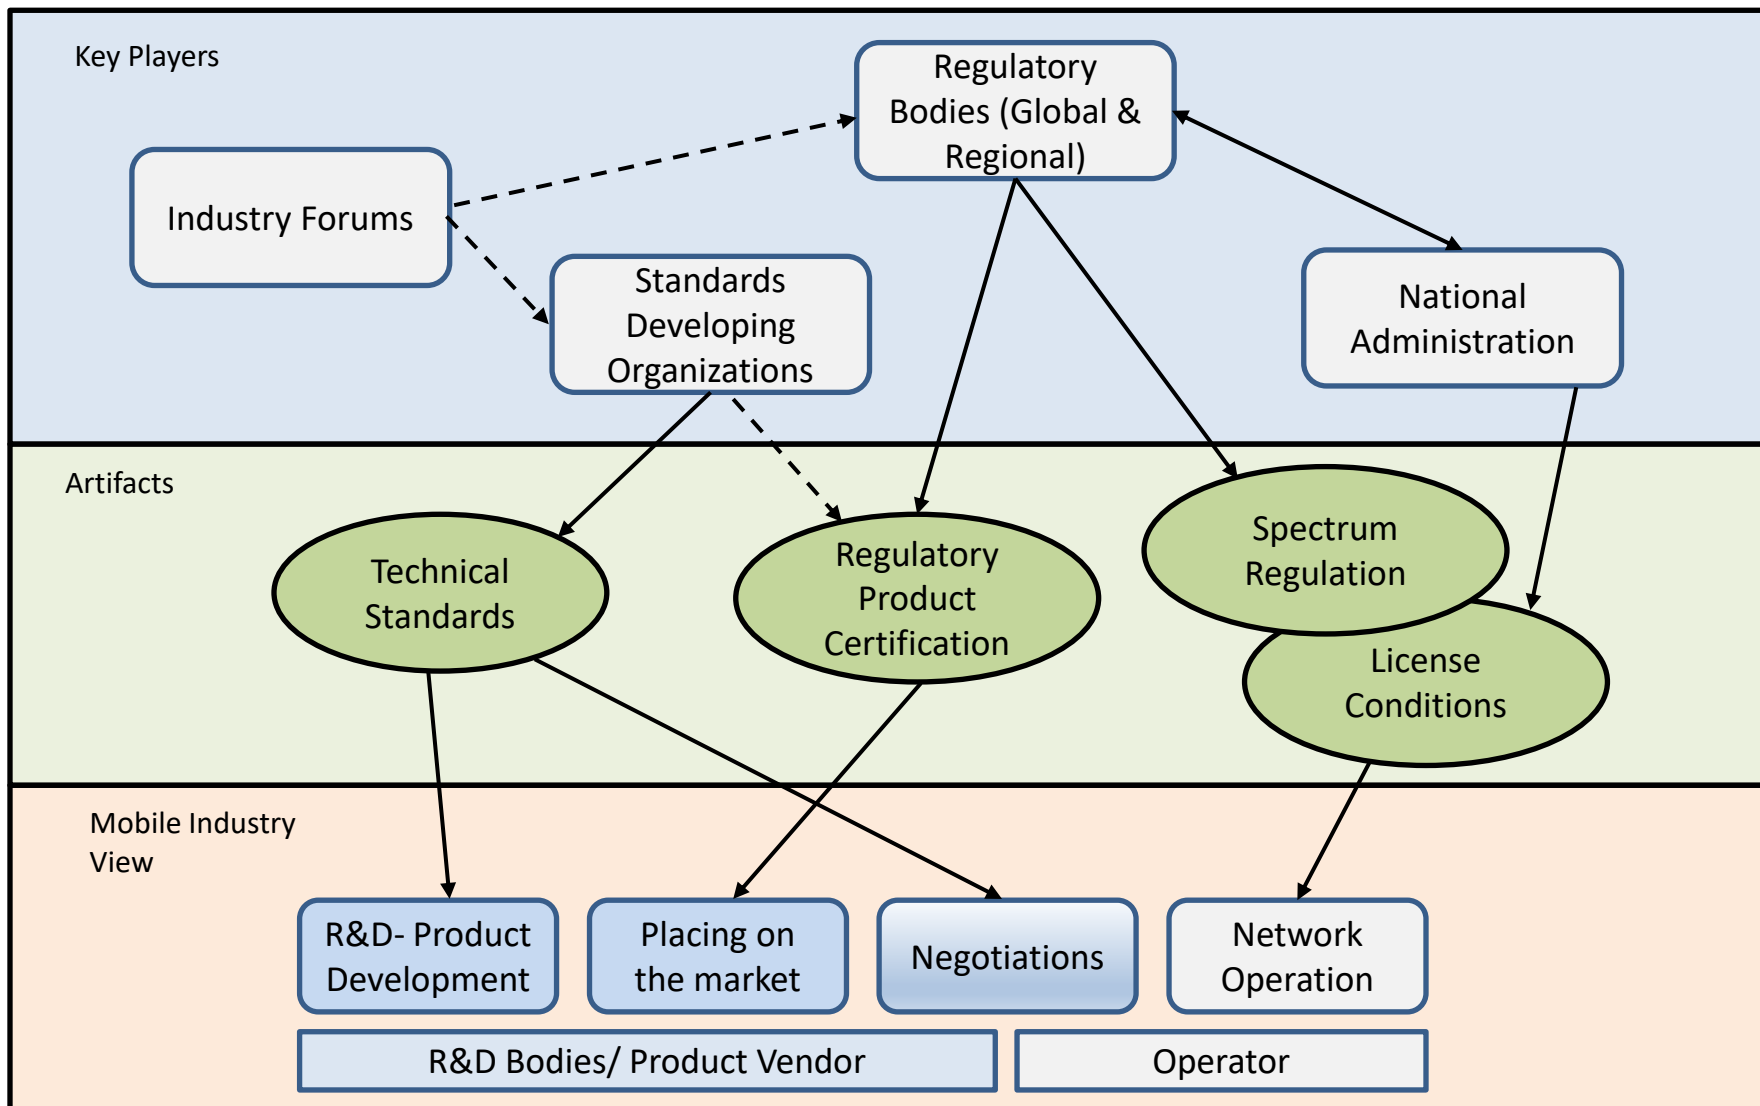 Key Players
Regulatory
Bodies (Global &
Regional)
Industry Forums
Standards
Developing
Organizations
National
Administration
Artifacts
Technical
Standards
Regulatory
Product
Certification
Spectrum
Regulation
License
Conditions
Mobile Industry
View
R&D- Product
Development
Placing on
the market
Negotiations
Network
Operation
R&D Bodies/ Product Vendor
Operator